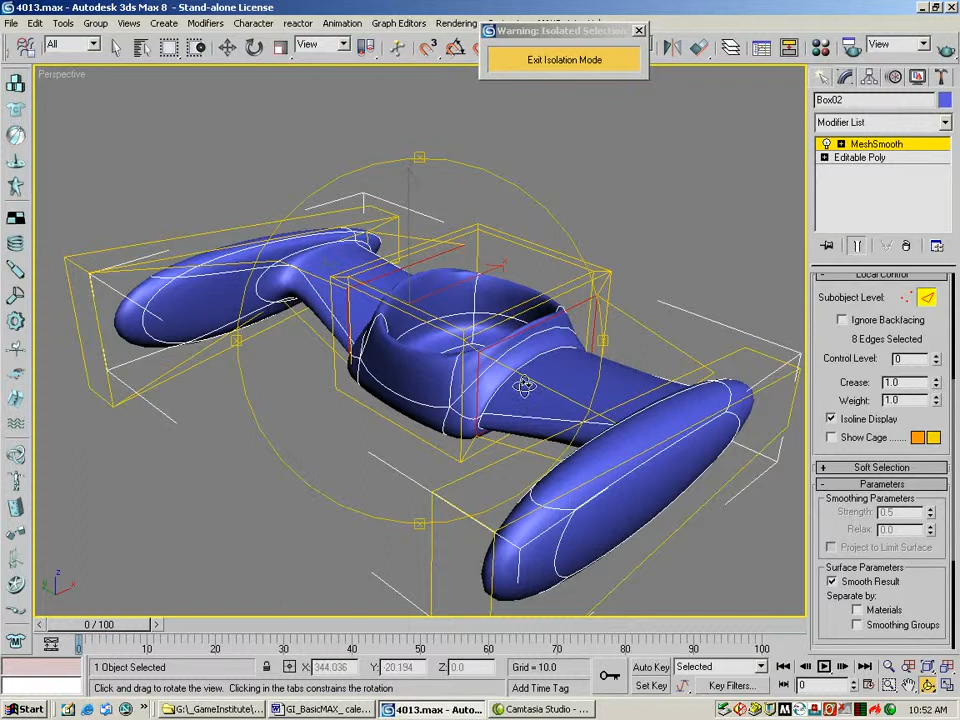 4013.max - Autodesk 3ds Max 8 - Stand-alone License
File Edit Tools Group Views Create Modifiers Character reactor Animation Graph Editors Rendering
Warning: Isolated Selection
Exit Isolation Mode
All
View
View
Perspective
Box02
Modifier List
MeshSmooth
Editable Poly
Local Control
Subobject Level:
Ignore Backfacing
8 Edges Selected
Control Level: 0
Crease: 1.0
Weight: 1.0
Isoline Display
Show Cage
Soft Selection
Parameters
Smoothing Parameters
Strength: 0.5
Relax: 0.0
Project to Limit Surface
Surface Parameters
Smooth Result
Separate by:
Materials
Smoothing Groups
x
z
x
0 / 100
10 20 30 40 50 60 70 80 90 100
1 Object Selected
X: 344.036 Y: -20.194 Z: 0.0
Grid = 10.0
Auto Key Selected
Click and drag to rotate the view. Clicking in the tabs constrains the rotation
Add Time Tag
Set Key Key Filters...
0
Start
G:\_GameInstitute\...
GI_BasicMAX_ cale...
4013.max - Auto...
Camtasia Studio - ...
10:52 AM